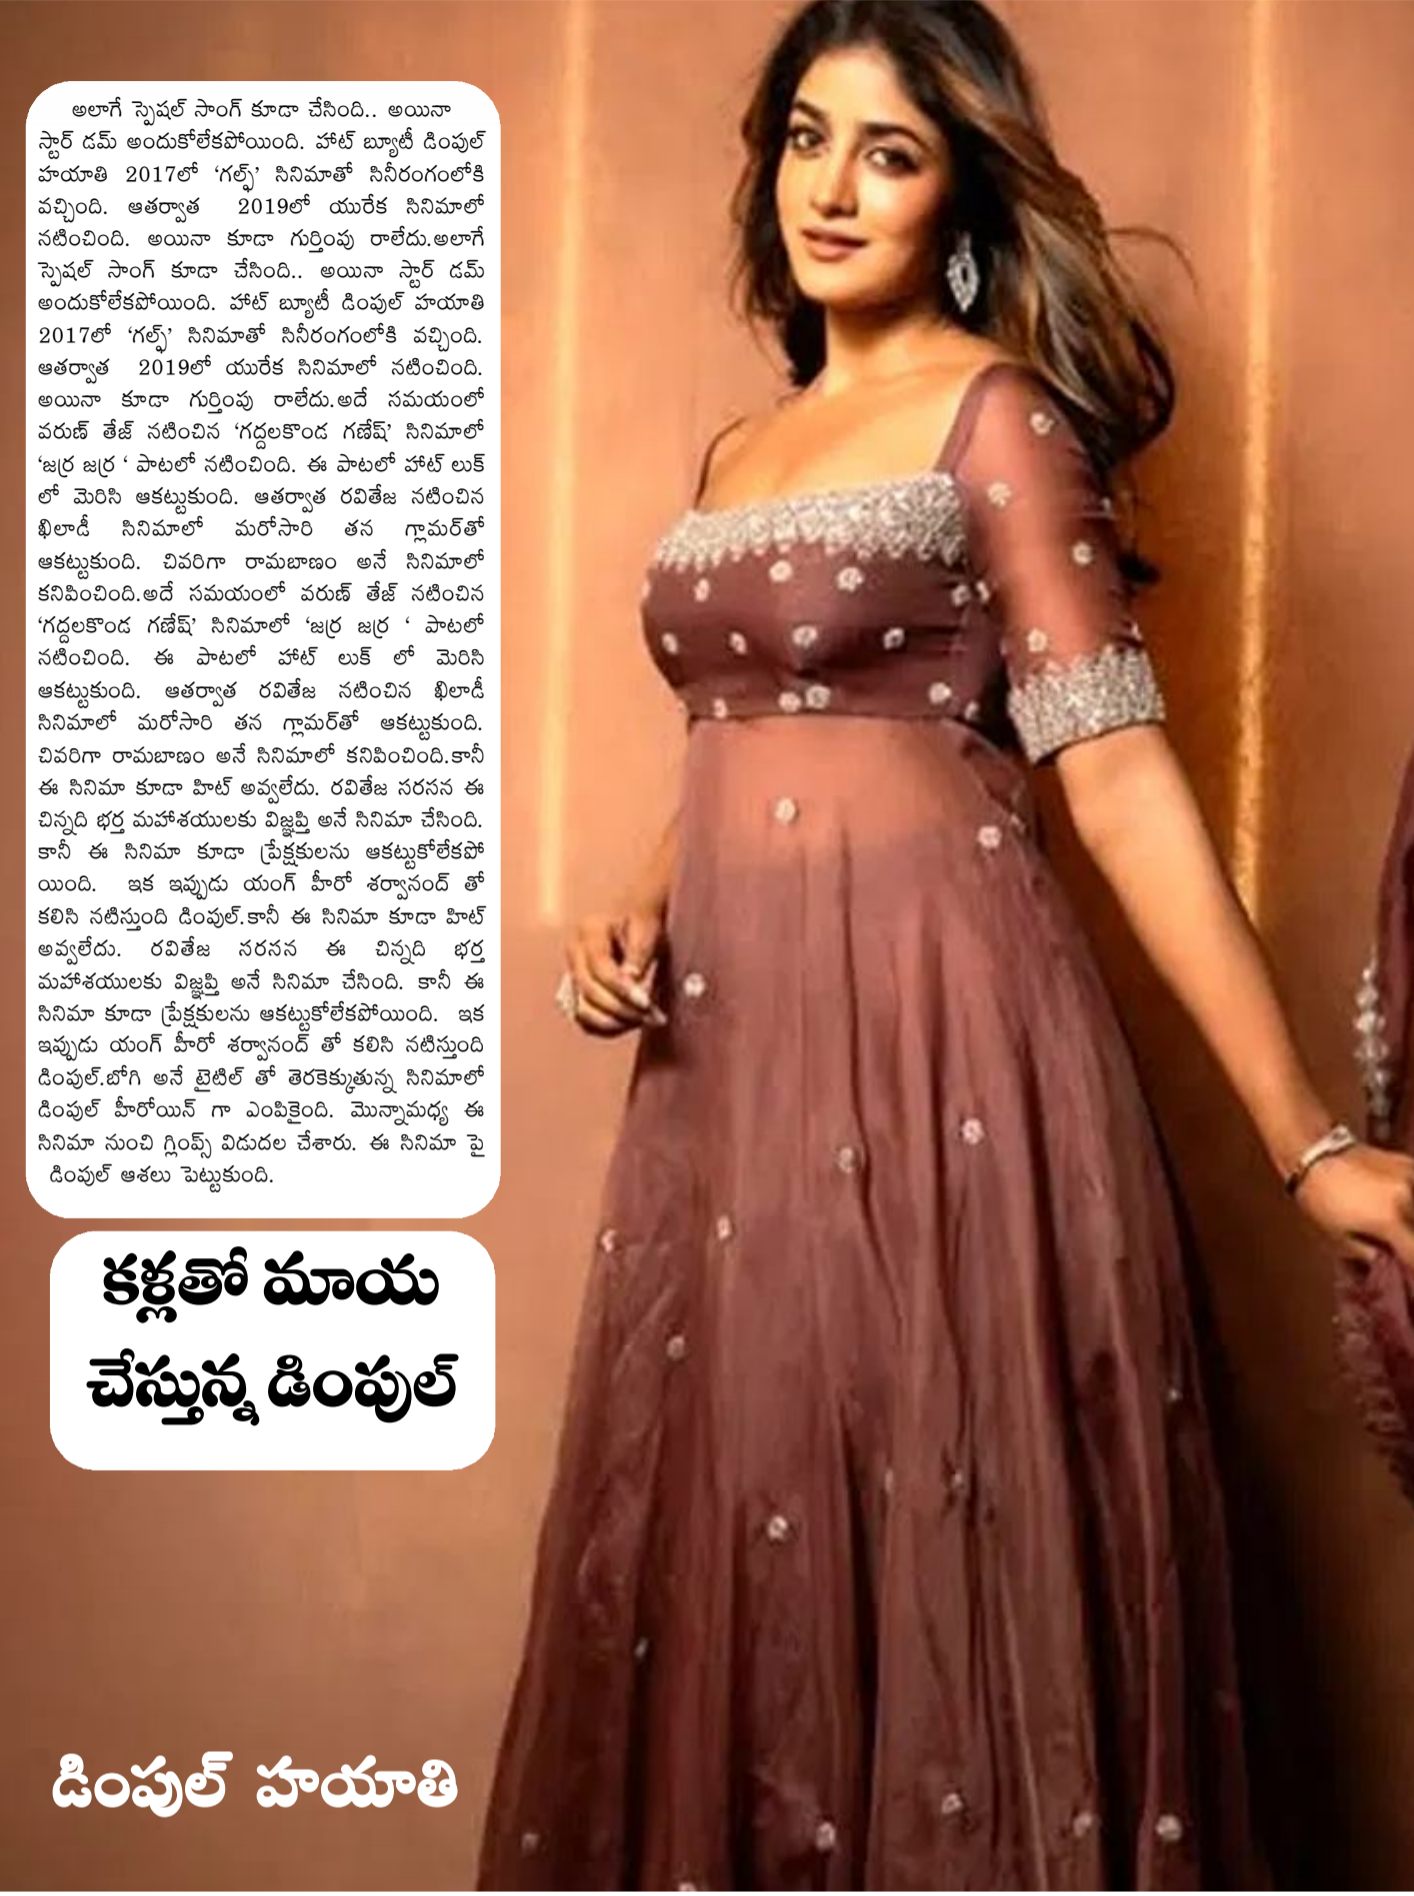 అలాగే స్పెషల్ సాంగ్ కూడా చేసింది.. అయినా
స్టార్ డమ్ అందుకోలేకపోయింది. హాట్ బ్యూటీ డింపుల్
హయాతి 2017లో ‘గల్ఫ్’ సినిమాతో సినీరంగంలోకి
వచ్చింది. ఆతర్వాత 2019లో యురేక సినిమాలో
నటించింది. అయినా కూడా గుర్తింపు రాలేదు.అలాగే
స్పెషల్ సాంగ్ కూడా చేసింది.. అయినా స్టార్ డమ్
అందుకోలేకపోయింది. హాట్ బ్యూటీ డింపుల్ హయాతి
2017లో ‘గల్ఫ్’ సినిమాతో సినీరంగంలోకి వచ్చింది.
ఆతర్వాత 2019లో యురేక సినిమాలో నటించింది.
అయినా కూడా గుర్తింపు రాలేదు.అదే సమయంలో
వరుణ్ తేజ్ నటించిన ‘గద్దలకొండ గణేష్’ సినిమాలో
‘జర్ర జర్ర ‘ పాటలో నటించింది. ఈ పాటలో హాట్ లుక్
లో మెరిసి ఆకట్టుకుంది. ఆతర్వాత రవితేజ నటించిన
ఖిలాడీ సినిమాలో మరోసారి తన గ్లామర్‌తో
ఆకట్టుకుంది. చివరిగా రామబాణం అనే సినిమాలో
కనిపించింది.అదే సమయంలో వరుణ్ తేజ్ నటించిన
‘గద్దలకొండ గణేష్’ సినిమాలో ‘జర్ర జర్ర ‘ పాటలో
నటించింది. ఈ పాటలో హాట్ లుక్ లో మెరిసి
ఆకట్టుకుంది. ఆతర్వాత రవితేజ నటించిన ఖిలాడీ
సినిమాలో మరోసారి తన గ్లామర్‌తో ఆకట్టుకుంది.
చివరిగా రామబాణం అనే సినిమాలో కనిపించింది.కానీ
ఈ సినిమా కూడా హిట్ అవ్వలేదు. రవితేజ సరసన ఈ
చిన్నది భర్త మహాశయులకు విజ్ఞప్తి అనే సినిమా చేసింది.
కానీ ఈ సినిమా కూడా ప్రేక్షకులను ఆకట్టుకోలేకపో
యింది. ఇక ఇప్పుడు యంగ్ హీరో శర్వానంద్ తో
కలిసి నటిస్తుంది డింపుల్.కానీ ఈ సినిమా కూడా హిట్
అవ్వలేదు. రవితేజ సరసన ఈ చిన్నది భర్త
మహాశయులకు విజ్ఞప్తి అనే సినిమా చేసింది. కానీ ఈ
సినిమా కూడా ప్రేక్షకులను ఆకట్టుకోలేకపోయింది. ఇక
ఇప్పుడు యంగ్ హీరో శర్వానంద్ తో కలిసి నటిస్తుంది
డింపుల్.బోగి అనే టైటిల్ తో తెరకెక్కుతున్న సినిమాలో
డింపుల్ హీరోయిన్ గా ఎంపికైంది. మొన్నామధ్య ఈ
సినిమా నుంచి గ్లింప్స్ విడుదల చేశారు. ఈ సినిమా పై
డింపుల్ ఆశలు పెట్టుకుంది.
కళ్లతో మాయ
చేస్తున్న డింపుల్
డింపుల్ హయాతి